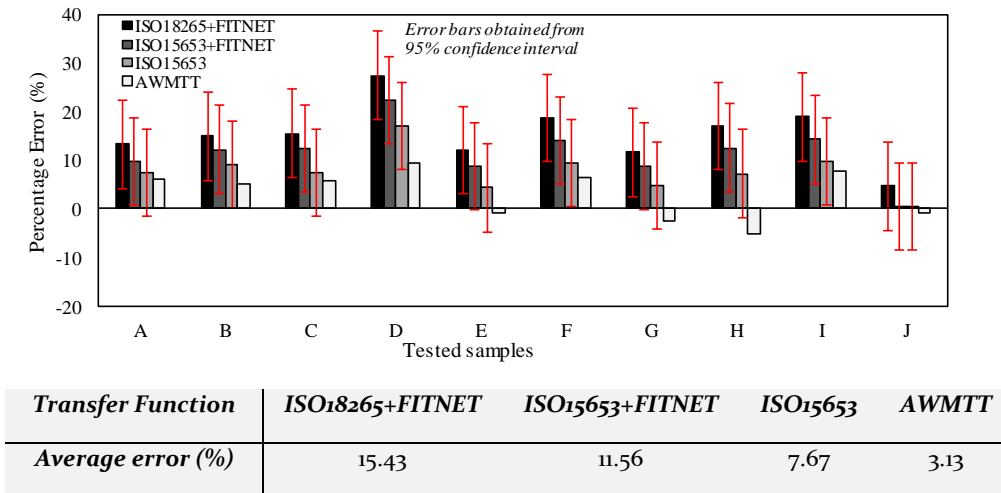 40
30
20
10
0
-10
-20
Percentage Error (%)
ISO18265+FITNET
ISO15653+FITNET
ISO15653
AWMTT
Error bars obtained from
95% confidence interval
A B C D E F G H I J
Tested samples
Transfer Function ISO18265+FITNET ISO15653+FITNET ISO15653 AWMTT
Average error (%) 15.43 11.56 7.67 3.13